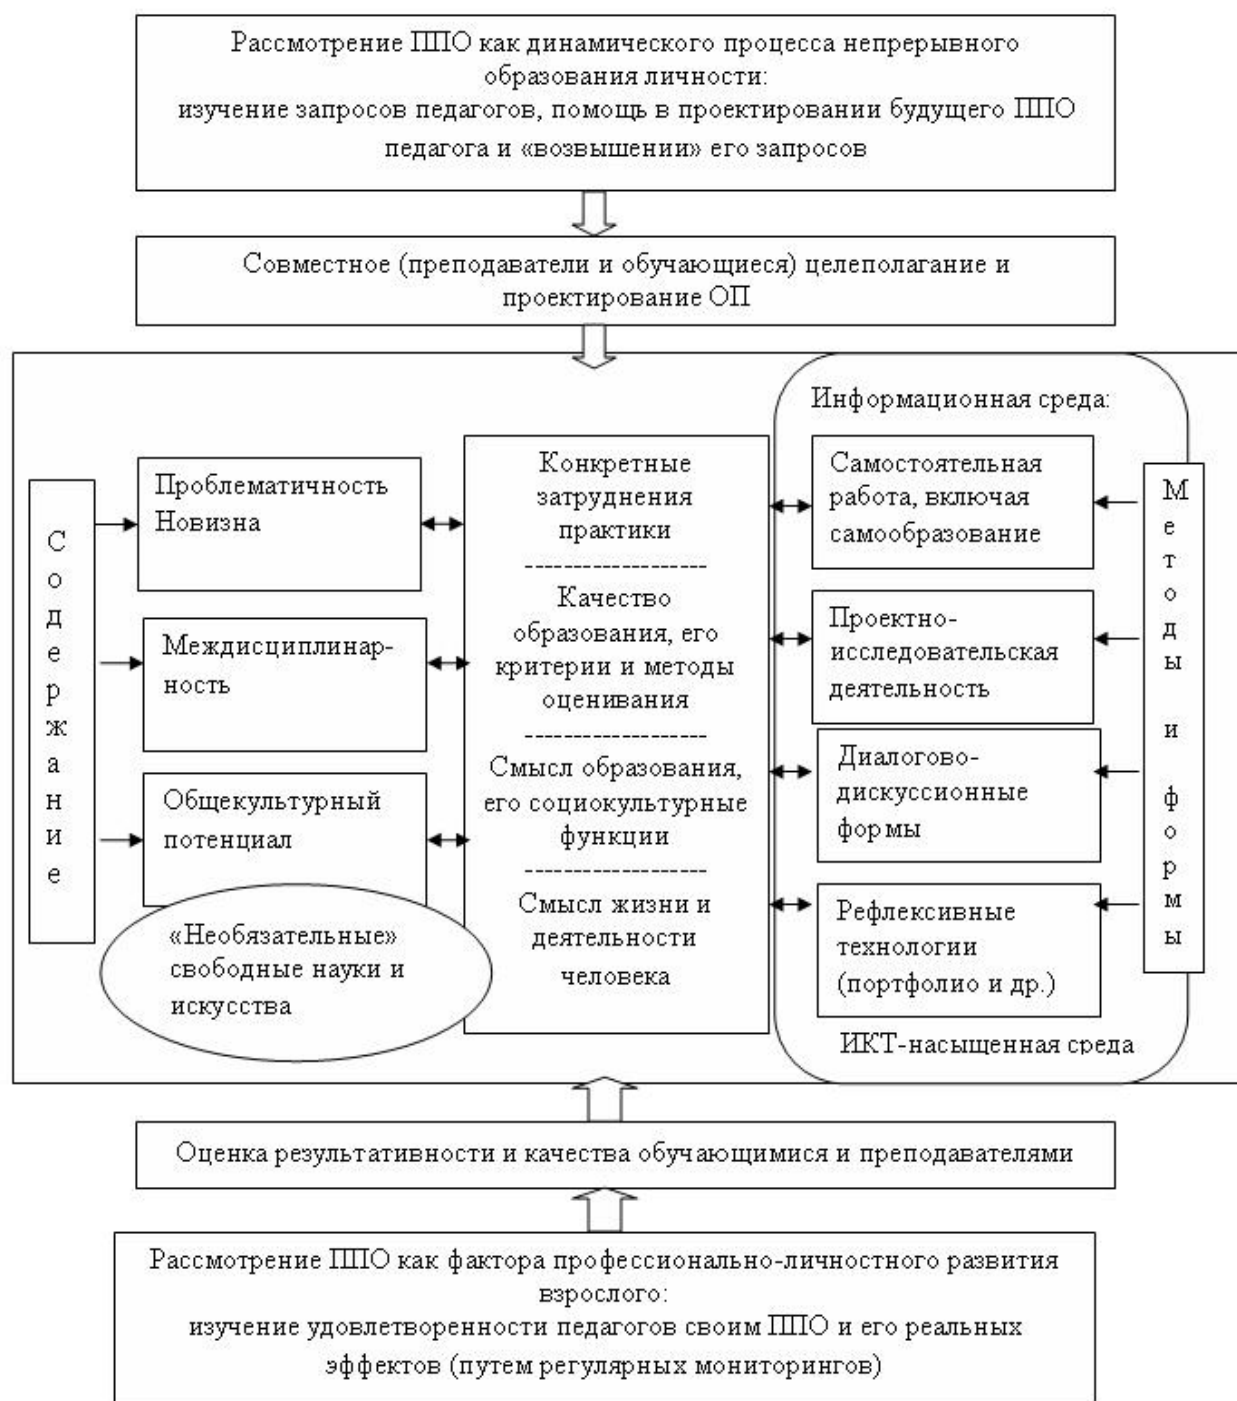 Рассмотрение ППО как динамического процесса непрерывного
образования личности:
изучение запросов педагогов, помощь в проектировании будущего ППО
педагога и «возвышении» его запросов
Совместное (преподаватели и обучающиеся) целеполагание и
проектирование ОП
Содержание
Проблематичность
Новизна
Междисциплинар-
ность
Общекультурный
потенциал
«Необязательные»
свободные науки и
искусства
Конкретные
затруднения
практики
-------------------
Качество
образования, его
критерии и методы
оценивания
-------------------
Смысл образования,
его социокультурные
функции
-------------------
Смысл жизни и
деятельности
человека
Информационная среда:
Самостоятельная
работа, включая
самообразование
Проектно-
исследовательская
деятельность
Диалогово-
дискуссионные
формы
Рефлексивные
технологии
(портфолио и др.)
ИКТ-насыщенная среда
Методы и формы
Оценка результативности и качества обучающимися и преподавателями
Рассмотрение ППО как фактора профессионально-личностного развития
взрослого:
изучение удовлетворенности педагогов своим ППО и его реальных
эффектов (путем регулярных мониторингов)